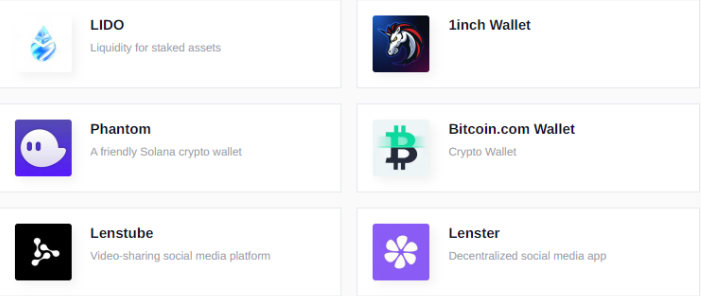 LIDO
Liquidity for staked assets
1inch Wallet
Phantom
A friendly Solana crypto wallet
Bitcoin.com Wallet
Crypto Wallet
Lenstube
Video-sharing social media platform
Lenster
Decentralized social media app